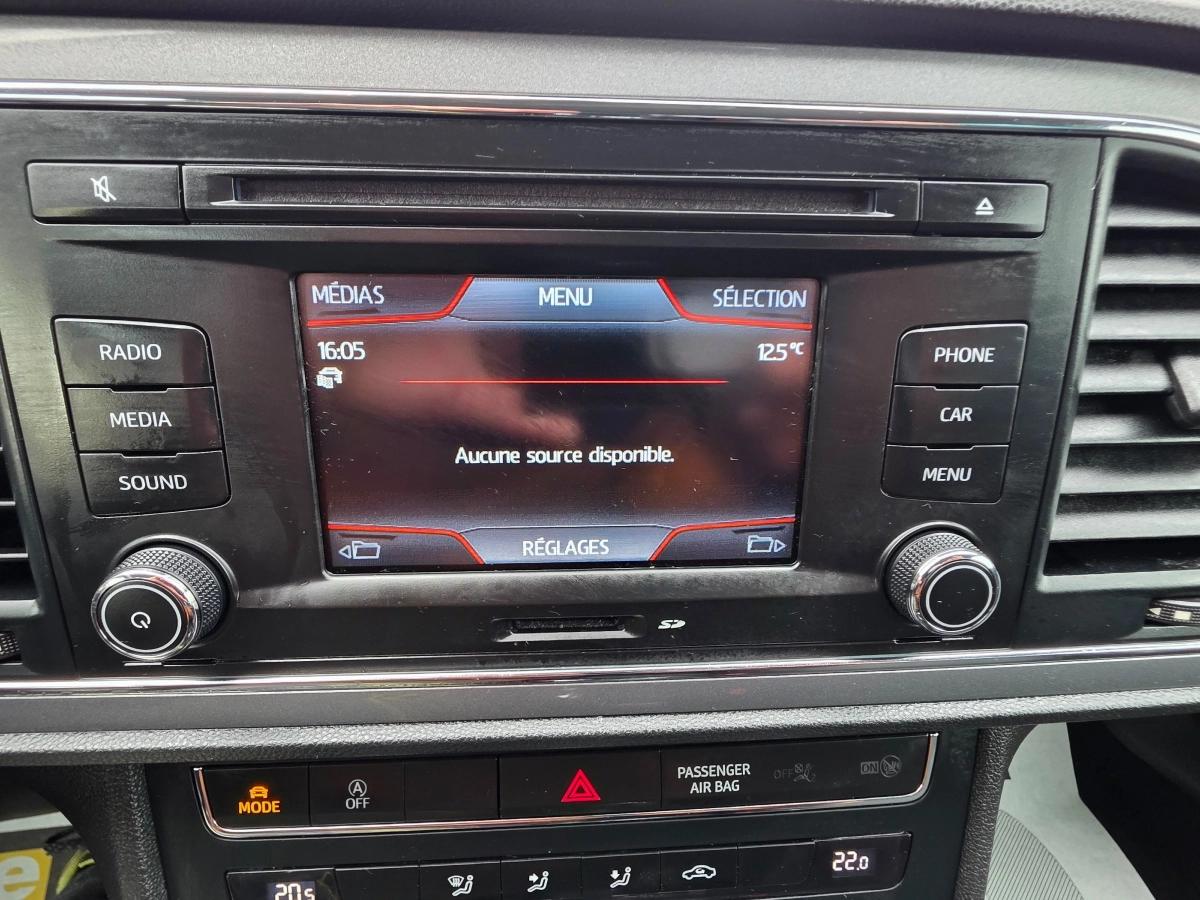 MÉDIAS
MENU
SÉLECTION
16:05
12.5°C
RADIO
MEDIA
SOUND
PHONE
CAR
MENU
Aucune source disponible.
RÉGLAGES
SD
MODE
A
OFF
PASSENGER
AIR BAG
OFF
ON
20.5
22.0
e